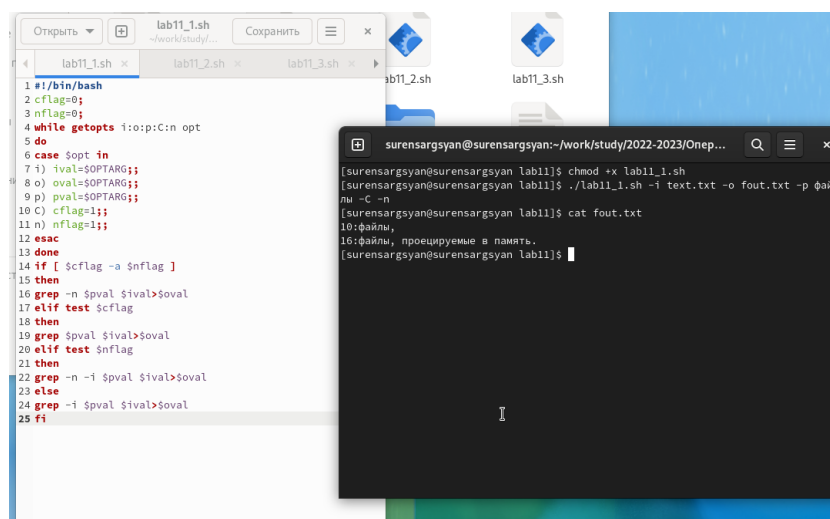 Открыть
lab11_1.sh
~/work/study/...
Сохранить
lab11_1.sh ×
lab11_2.sh ×
lab11_3.sh ×
1 #!/bin/bash
2 cflag=0;
3 nflag=0;
4 while getopts i:o:p:C:n opt
5 do
6 case $opt in
7 i) ival=$OPTARG;;
8 o) oval=$OPTARG;;
9 p) pval=$OPTARG;;
10 C) cflag=1;;
11 n) nflag=1;;
12 esac
13 done
14 if [ $cflag -a $nflag ]
15 then
16 grep -n $pval $ival>$oval
17 elif test $cflag
18 then
19 grep $pval $ival>$oval
20 elif test $nflag
21 then
22 grep -n -i $pval $ival>$oval
23 else
24 grep -i $pval $ival>$oval
25 fi
ab11_2.sh
lab11_3.sh
surensargsyan@surensargsyan:~/work/study/2022-2023/Опер...
[surensargsyan@surensargsyan lab11]$ chmod +x lab11_1.sh
[surensargsyan@surensargsyan lab11]$ ./lab11_1.sh -i text.txt -o fout.txt -p фай
лы -C -n
[surensargsyan@surensargsyan lab11]$ cat fout.txt
10:файлы,
16:файлы, проецируемые в память.
[surensargsyan@surensargsyan lab11]$